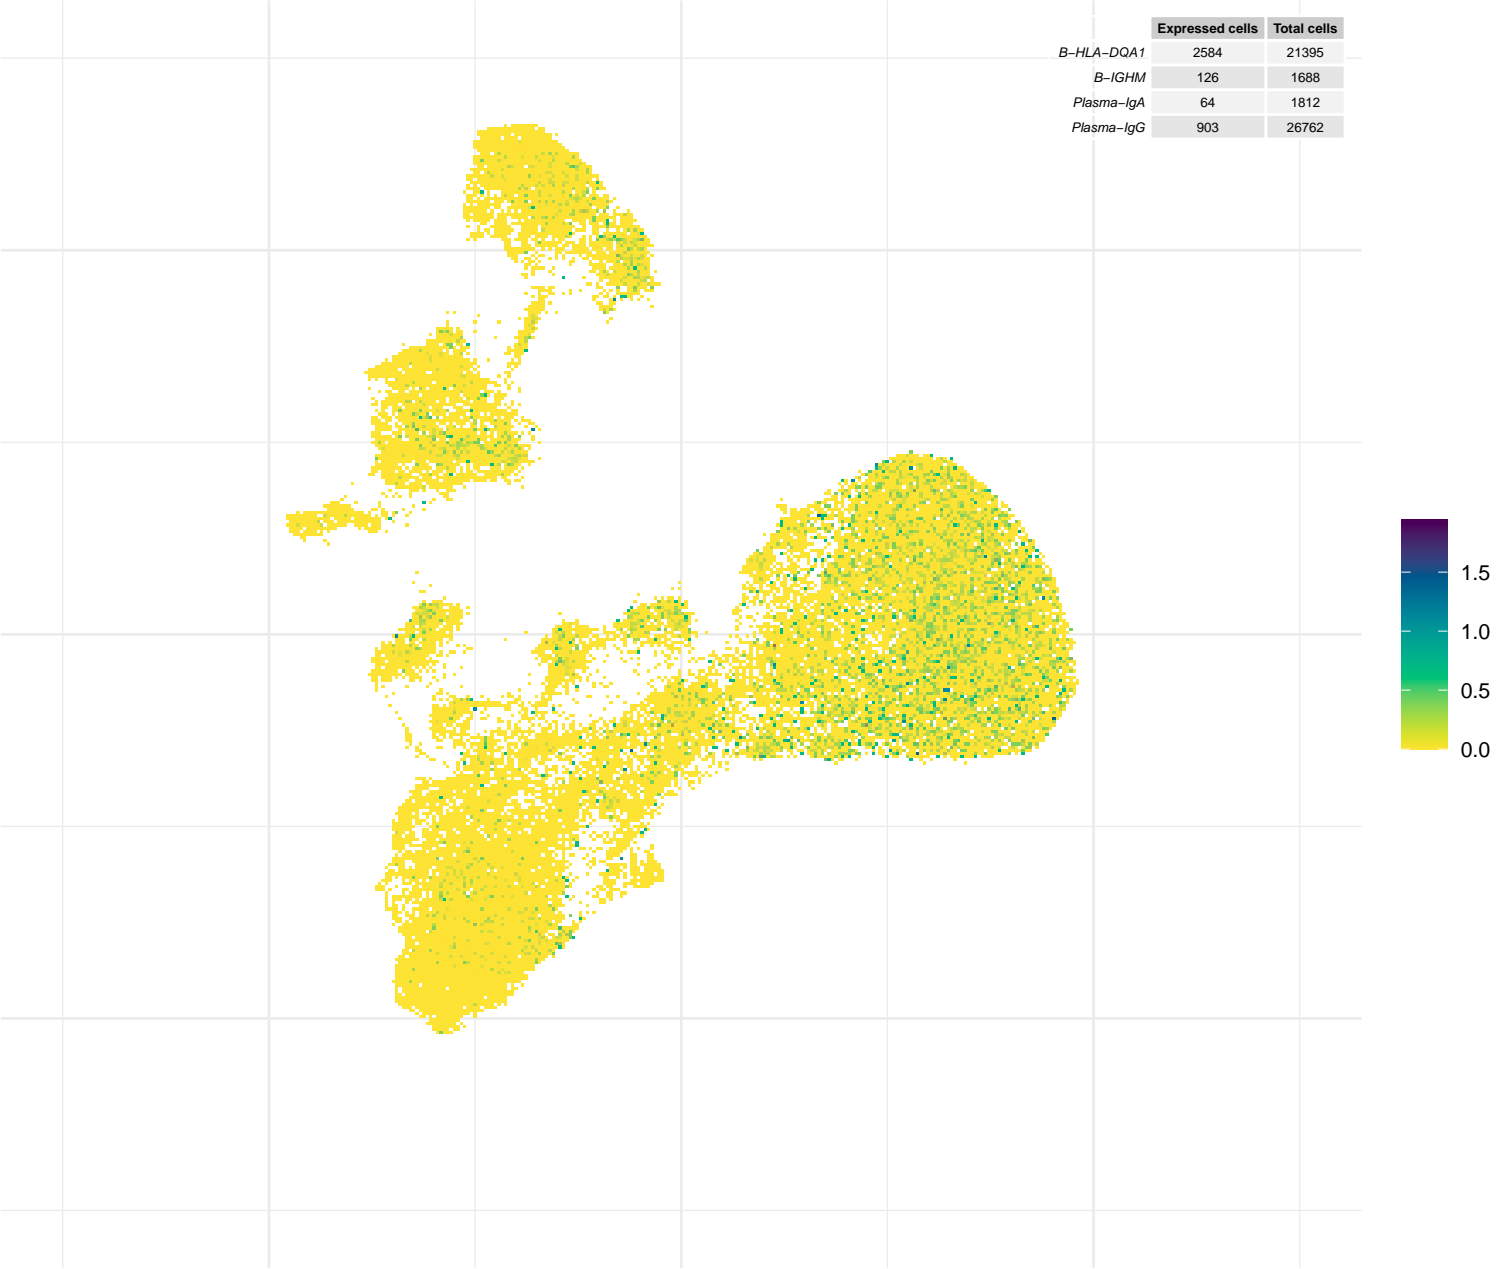 Expressed cells Total cells
B−HLA−DQA1 2584 21395
B−IGHM 126 1688
Plasma−IgA 64 1812
Plasma−IgG 903 26762
1.5
1.0
0.5
0.0